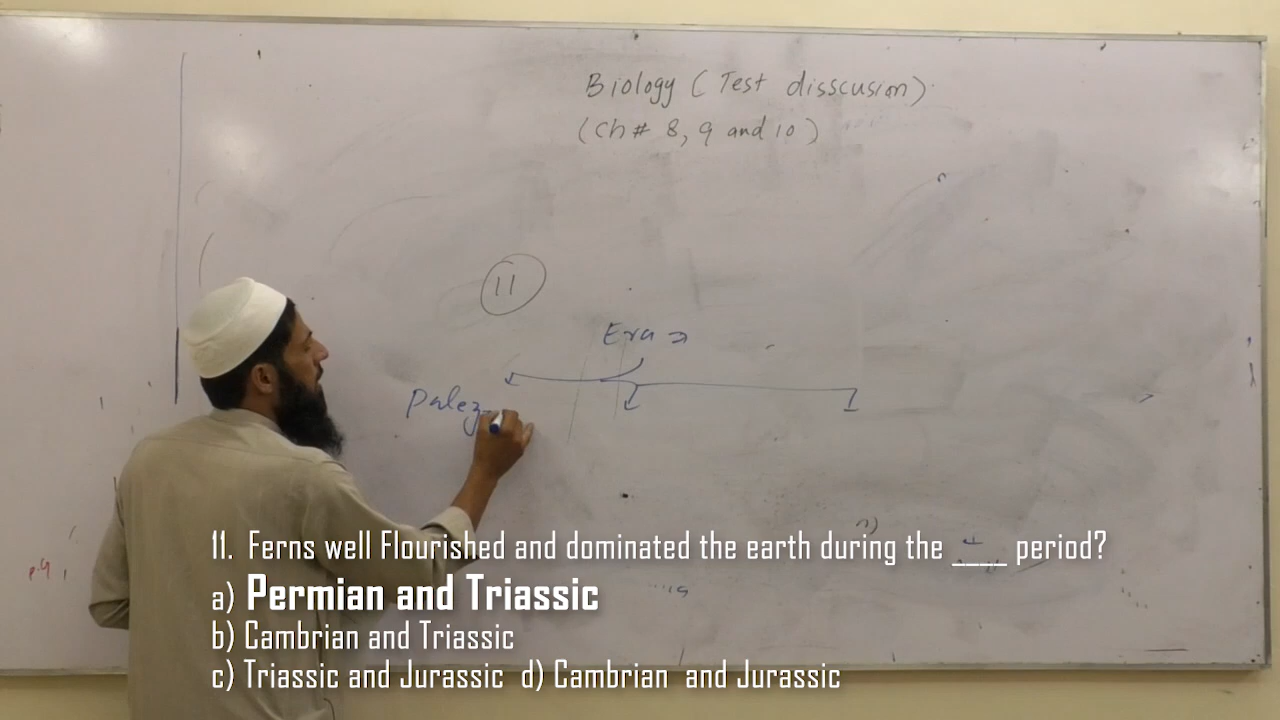 Biology (Test disscusion)
(Ch# 8, 9 and 10)
11
Era
Palez
11. Ferns well Flourished and dominated the earth during the ____ period?
a) Permian and Triassic
b) Cambrian and Triassic
c) Triassic and Jurassic d) Cambrian and Jurassic